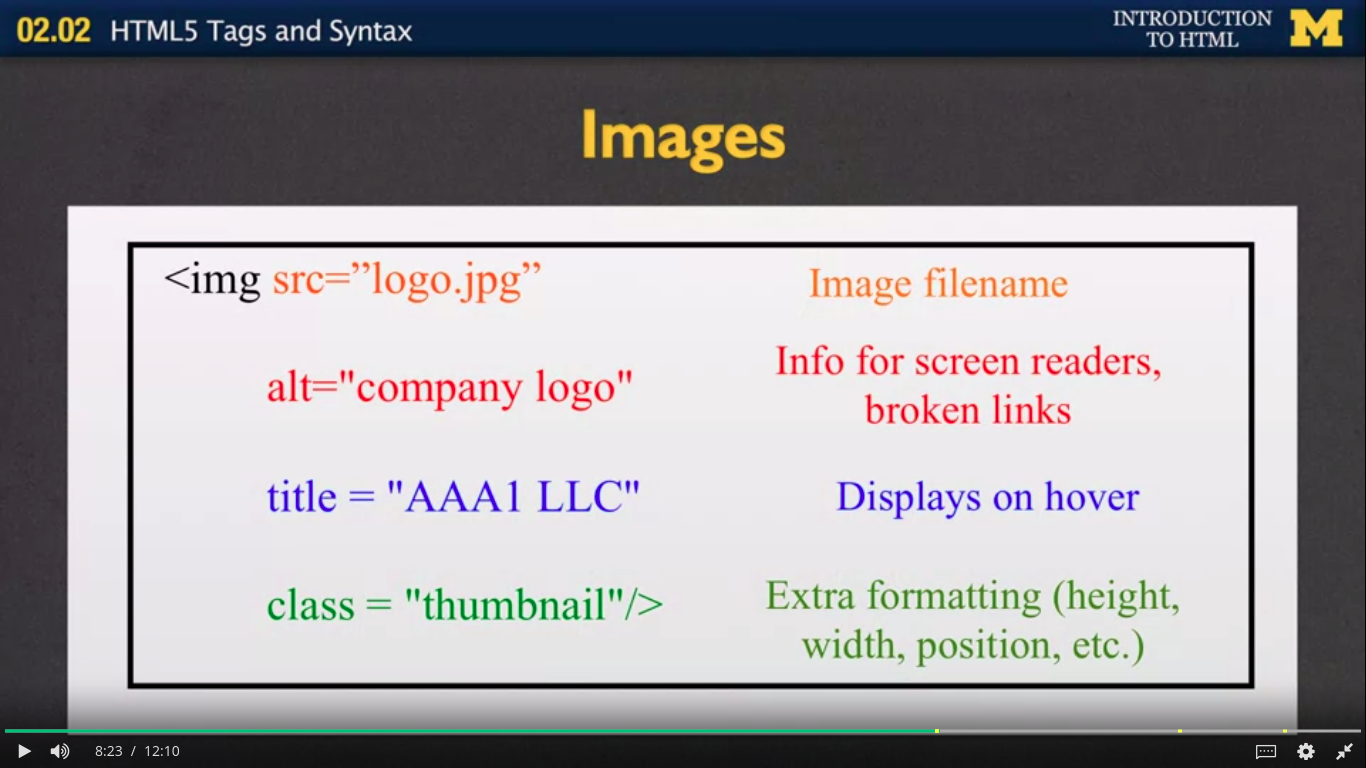 02.02 HTML5 Tags and Syntax
INTRODUCTION
TO HTML
M
Images
<img src=”logo.jpg”
Image filename
alt="company logo"
Info for screen readers,
broken links
title = "AAA1 LLC"
Displays on hover
class = "thumbnail"/>
Extra formatting (height,
width, position, etc.)
8:23 / 12:10